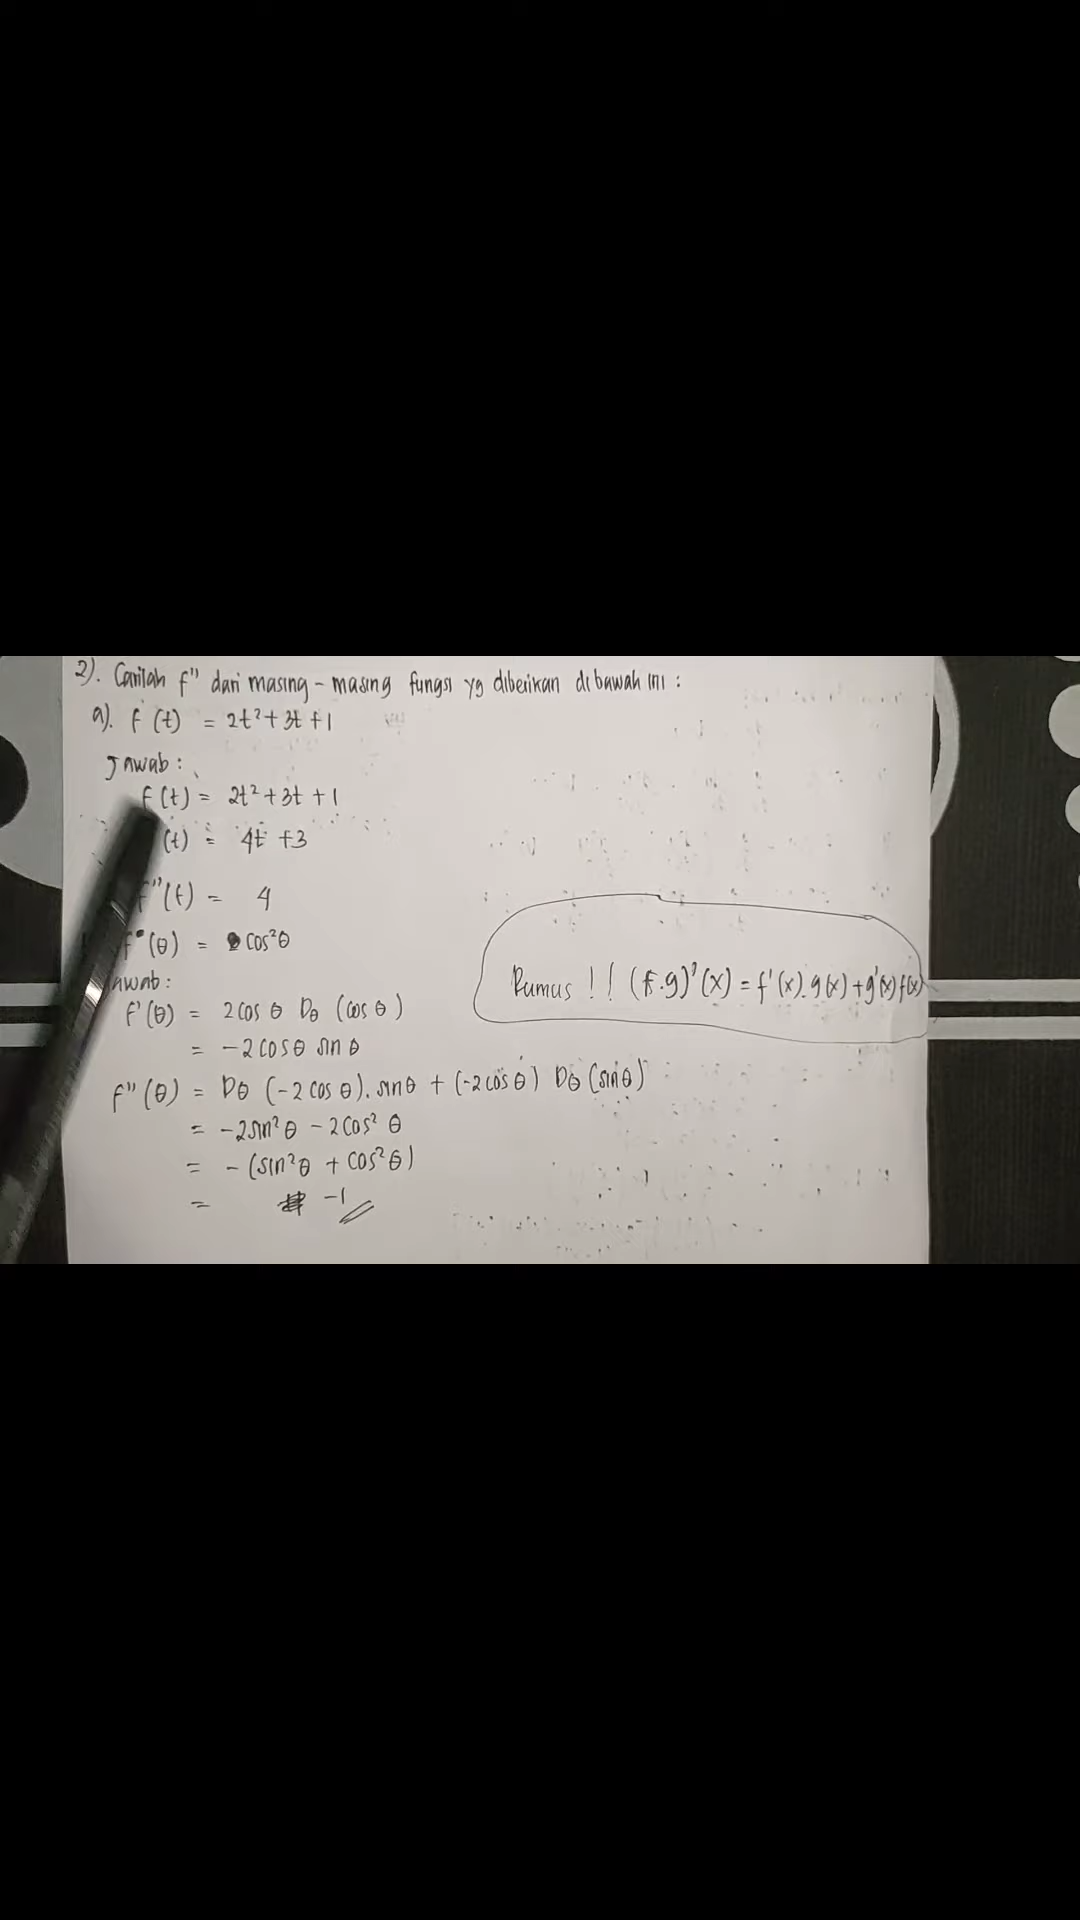 2). Carilah f" dari masing-masing fungsi yg diberikan dibawah ini :
a). f (t) = 2t² + 3t + 1
Jawab :
f (t) = 2t² + 3t + 1
(t) = 4t + 3
f"(t) = 4
f (θ) = cos²θ
awab :
f'(θ) = 2 cos θ Dθ (cos θ)
= -2 cos θ sin θ
f"(θ) = Dθ (-2 cos θ). sin θ + (-2 cos θ) Dθ (sin θ)
= -2 sin² θ - 2 cos² θ
= - (sin² θ + cos² θ)
= -1
Rumus !! (f.g)'(x) = f'(x).g(x) + g'(x) f(x)